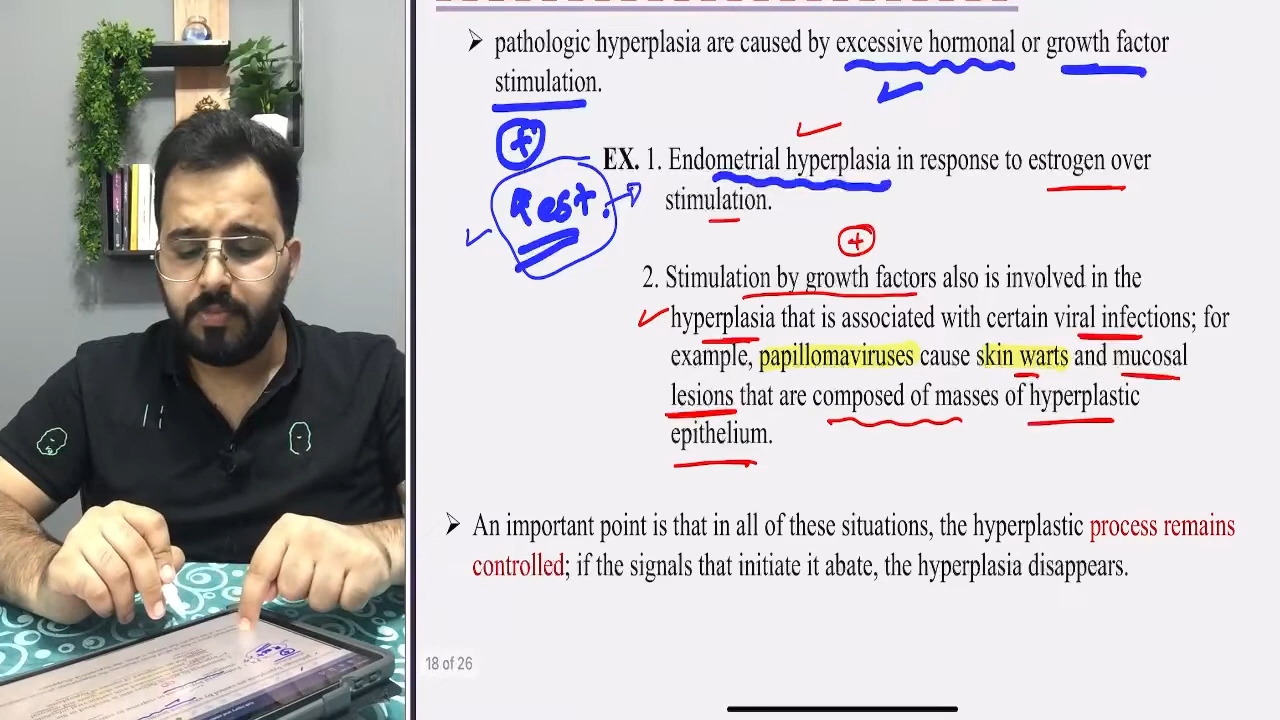 ➢ pathologic hyperplasia are caused by excessive hormonal or growth factor
stimulation.
EX. 1. Endometrial hyperplasia in response to estrogen over
stimulation.
2. Stimulation by growth factors also is involved in the
hyperplasia that is associated with certain viral infections; for
example, papillomaviruses cause skin warts and mucosal
lesions that are composed of masses of hyperplastic
epithelium.
➢ An important point is that in all of these situations, the hyperplastic process remains
controlled; if the signals that initiate it abate, the hyperplasia disappears.
18 of 26